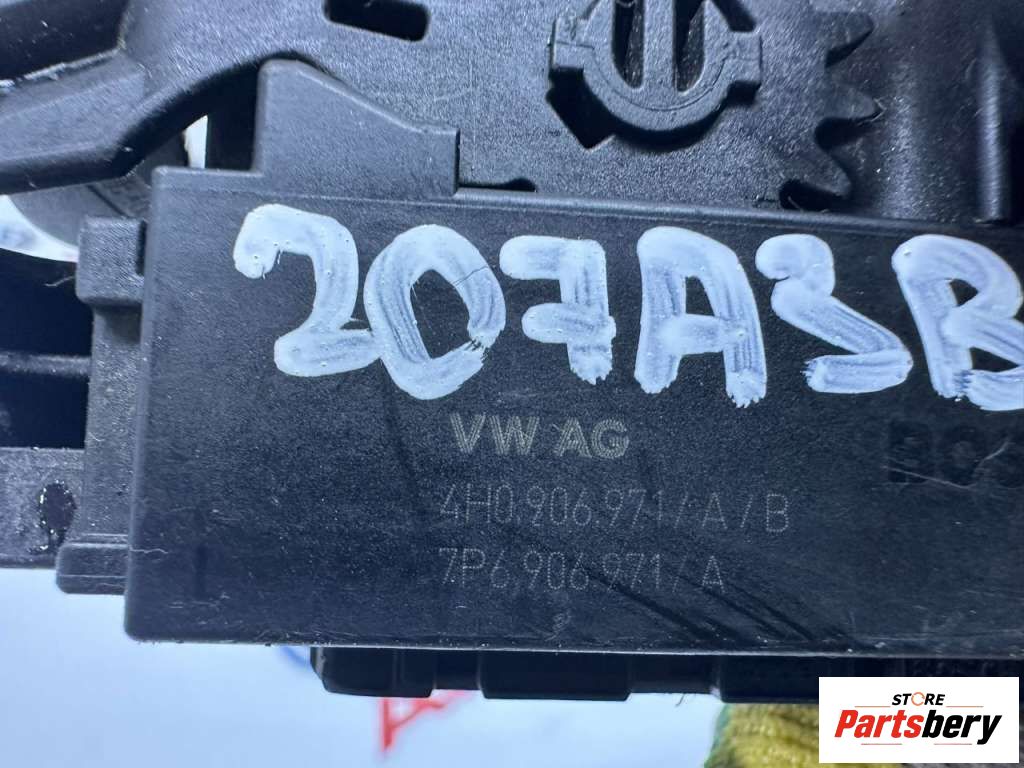 207A3B
VW AG
4H0.906.971/A/B
7P6.906.971/A
STORE
Partsbery